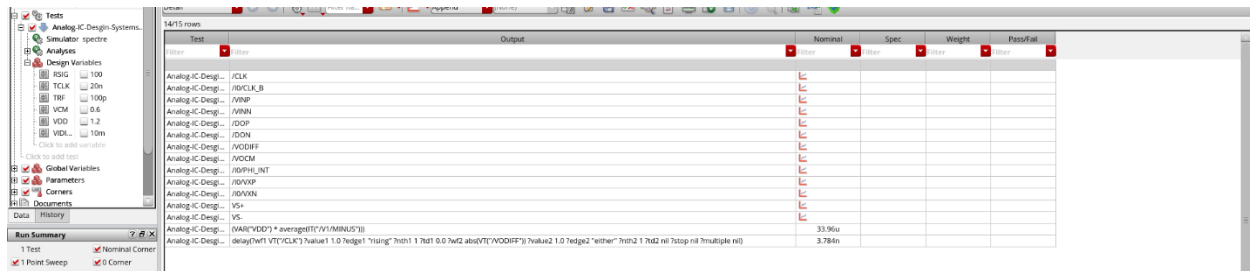 Detail
Filter Na...
Append
(None)
Tests
Analog-IC-Desgin-Systems..
Simulator spectre
Analyses
Design Variables
RSIG 100
TCLK 20n
TRF 100p
VCM 0.6
VDD 1.2
VIDI... 10m
Click to add variable
Click to add test
Global Variables
Parameters
Corners
Documents
Data History
Run Summary
1 Test Nominal Corner
1 Point Sweep 0 Corner
14/15 rows
Test Output Nominal Spec Weight Pass/Fail
Filter Filter Filter Filter Filter Filter
Analog-IC-Desgi... /CLK
Analog-IC-Desgi... /I0/CLK_B
Analog-IC-Desgi... /VINP
Analog-IC-Desgi... /VINN
Analog-IC-Desgi... /DOP
Analog-IC-Desgi... /DON
Analog-IC-Desgi... /VODIFF
Analog-IC-Desgi... /VOCM
Analog-IC-Desgi... /I0/PHI_INT
Analog-IC-Desgi... /I0/VXP
Analog-IC-Desgi... /I0/VXN
Analog-IC-Desgi... VS+
Analog-IC-Desgi... VS-
Analog-IC-Desgi... (VAR("VDD") * average(IT("/V1/MINUS"))) 33.96u
Analog-IC-Desgi... delay(?wf1 VT("/CLK") ?value1 1.0 ?edge1 "rising" ?nth1 1 ?td1 0.0 ?wf2 abs(VT("/VODIFF")) ?value2 1.0 ?edge2 "either" ?nth2 1 ?td2 nil ?stop nil ?multiple nil) 3.784n